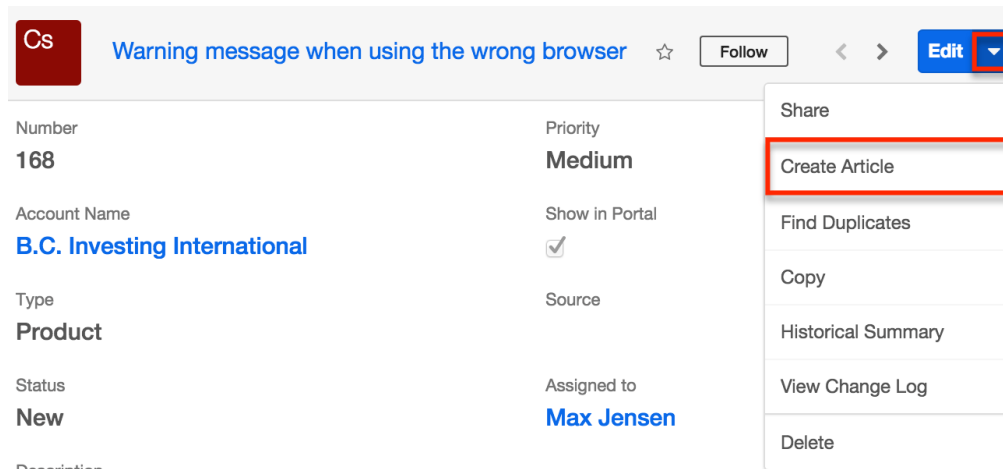 Cs
Warning message when using the wrong browser
Follow
Edit
Number
168
Priority
Medium
Account Name
B.C. Investing International
Show in Portal
Type
Product
Source
Status
New
Assigned to
Max Jensen
Share
Create Article
Find Duplicates
Copy
Historical Summary
View Change Log
Delete